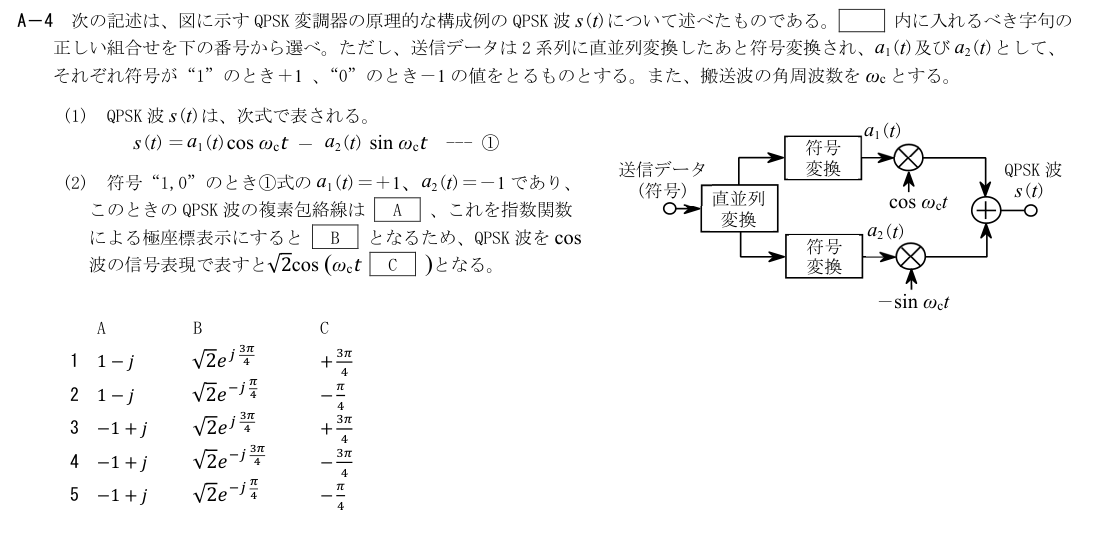 A－4 次の記述は、図に示す QPSK 変調器の原理的な構成例の QPSK 波 s(t)について述べたものである。□ 内に入れるべき字句の
正しい組合せを下の番号から選べ。ただし、送信データは 2 系列に直並列変換したあと符号変換され、a₁(t)及び a₂(t)として、
それぞれ符号が“1”のとき＋1 、“0”のとき－1 の値をとるものとする。また、搬送波の角周波数を ωc とする。
(1) QPSK 波 s(t)は、次式で表される。
s(t)＝a₁(t)cos ωct － a₂(t) sin ωct --- ①
(2) 符号“1,0”のとき①式の a₁(t)＝＋1、a₂(t)＝－1 であり、
このときの QPSK 波の複素包絡線は A 、これを指数関数
による極座標表示にすると B となるため、QPSK 波を cos
波の信号表現で表すと√2cos (ωct C )となる。
送信データ
(符号)
直並列
変換
符号
変換
a₁(t)
cos ωct
符号
変換
a₂(t)
－sin ωct
QPSK 波
s(t)
A B C
1 1－j √2e^{j3π/4} ＋3π/4
2 1－j √2e^{−jπ/4} －π/4
3 －1＋j √2e^{j3π/4} ＋3π/4
4 －1＋j √2e^{−j3π/4} －3π/4
5 －1＋j √2e^{−jπ/4} －π/4